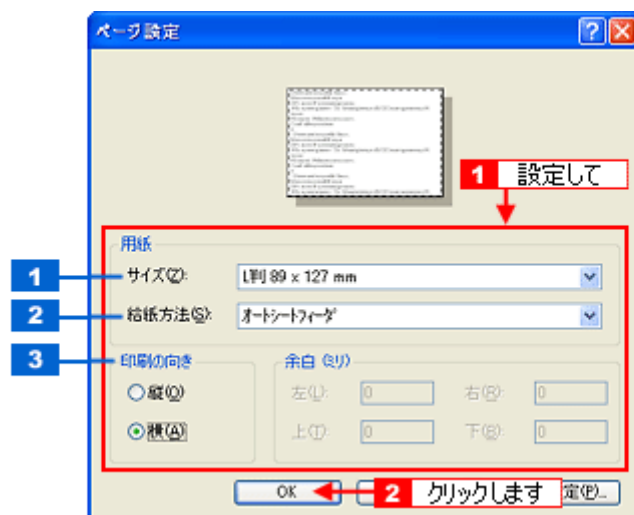 ページ設定
1 設定して
用紙
1 サイズ(Z): L判 89 x 127 mm
2 給紙方法(S): オートシートフィーダ
3 印刷の向き
縦(O)
横(A)
余白 (ミリ)
左(L): 0 右(R): 0
上(T): 0 下(B): 0
OK 2 クリックします 定(P)...